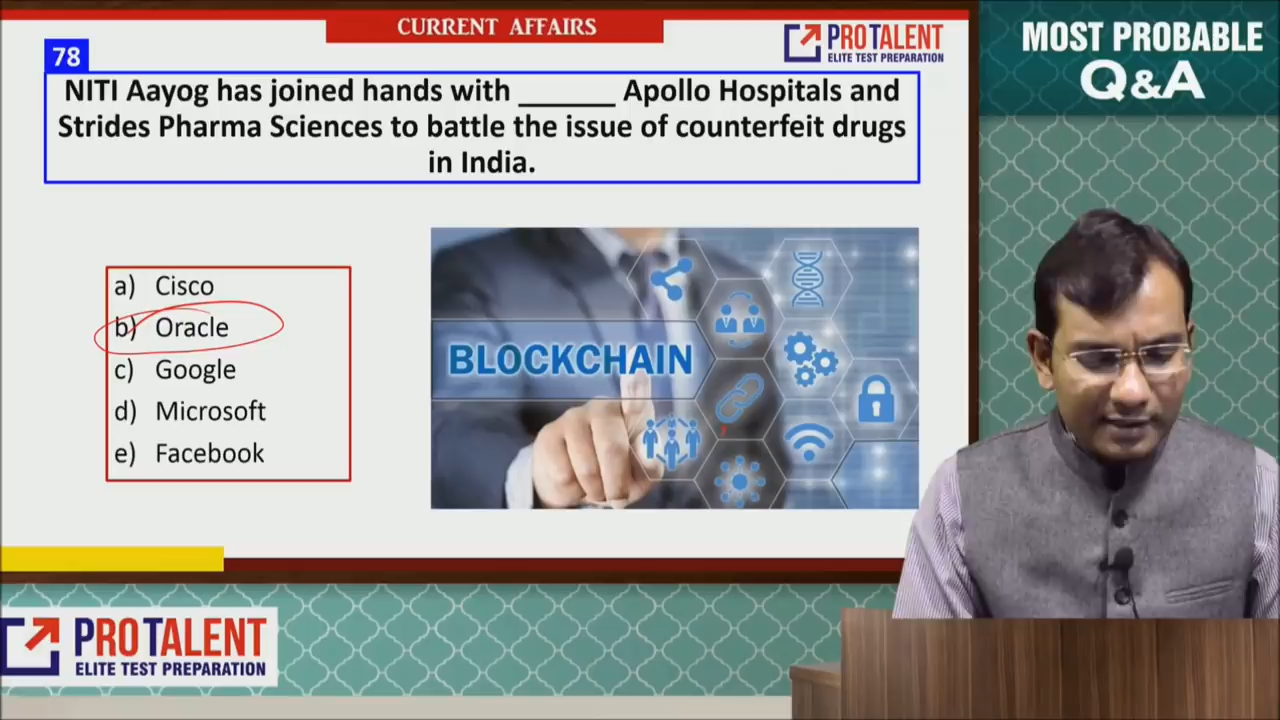 CURRENT AFFAIRS
PROTALENT
ELITE TEST PREPARATION
MOST PROBABLE
Q&A
78
NITI Aayog has joined hands with ______ Apollo Hospitals and
Strides Pharma Sciences to battle the issue of counterfeit drugs
in India.
a) Cisco
b) Oracle
c) Google
d) Microsoft
e) Facebook
BLOCKCHAIN
PROTALENT
ELITE TEST PREPARATION